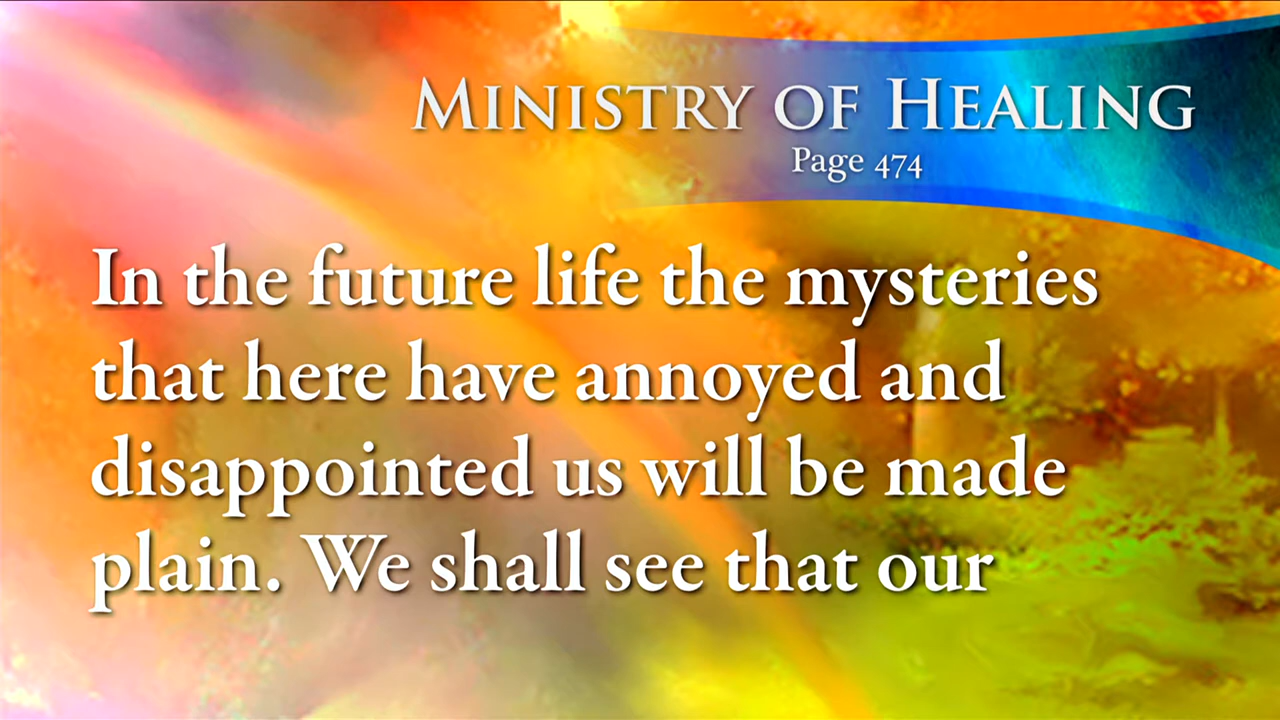 Ministry of Healing
Page 474
In the future life the mysteries
that here have annoyed and
disappointed us will be made
plain. We shall see that our